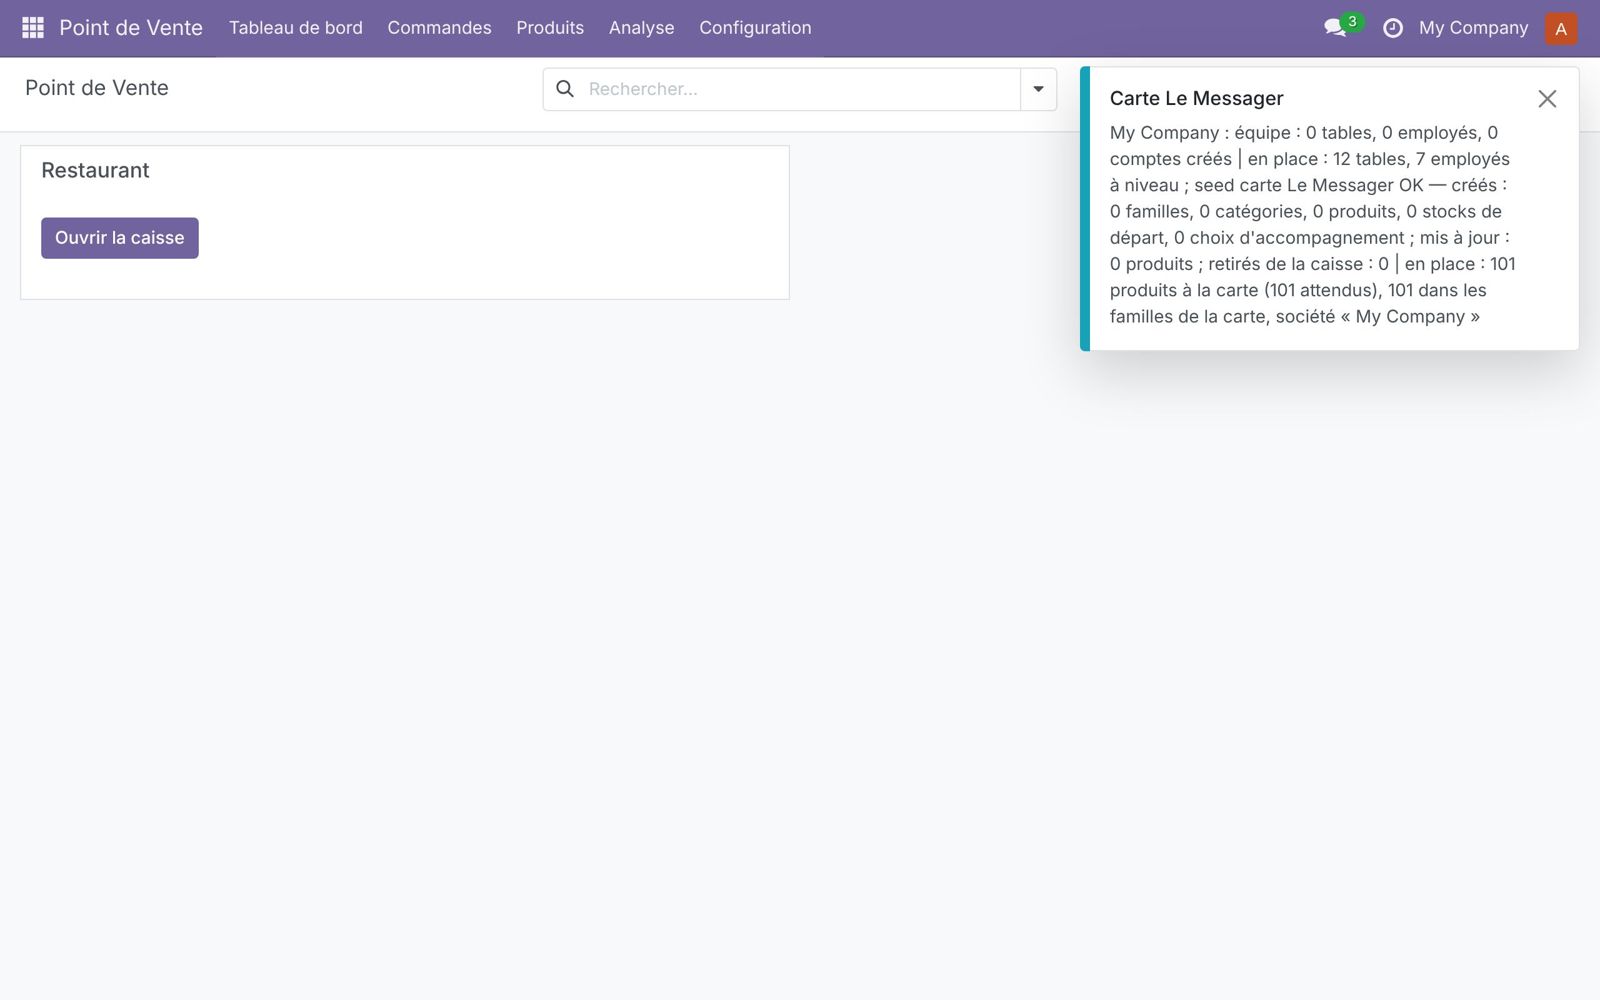 Point de Vente Tableau de bord Commandes Produits Analyse Configuration 3 My Company A
Point de Vente
Rechercher...
Restaurant
Ouvrir la caisse
Carte Le Messager
My Company : équipe : 0 tables, 0 employés, 0
comptes créés | en place : 12 tables, 7 employés
à niveau ; seed carte Le Messager OK — créés :
0 familles, 0 catégories, 0 produits, 0 stocks de
départ, 0 choix d'accompagnement ; mis à jour :
0 produits ; retirés de la caisse : 0 | en place : 101
produits à la carte (101 attendus), 101 dans les
familles de la carte, société « My Company »